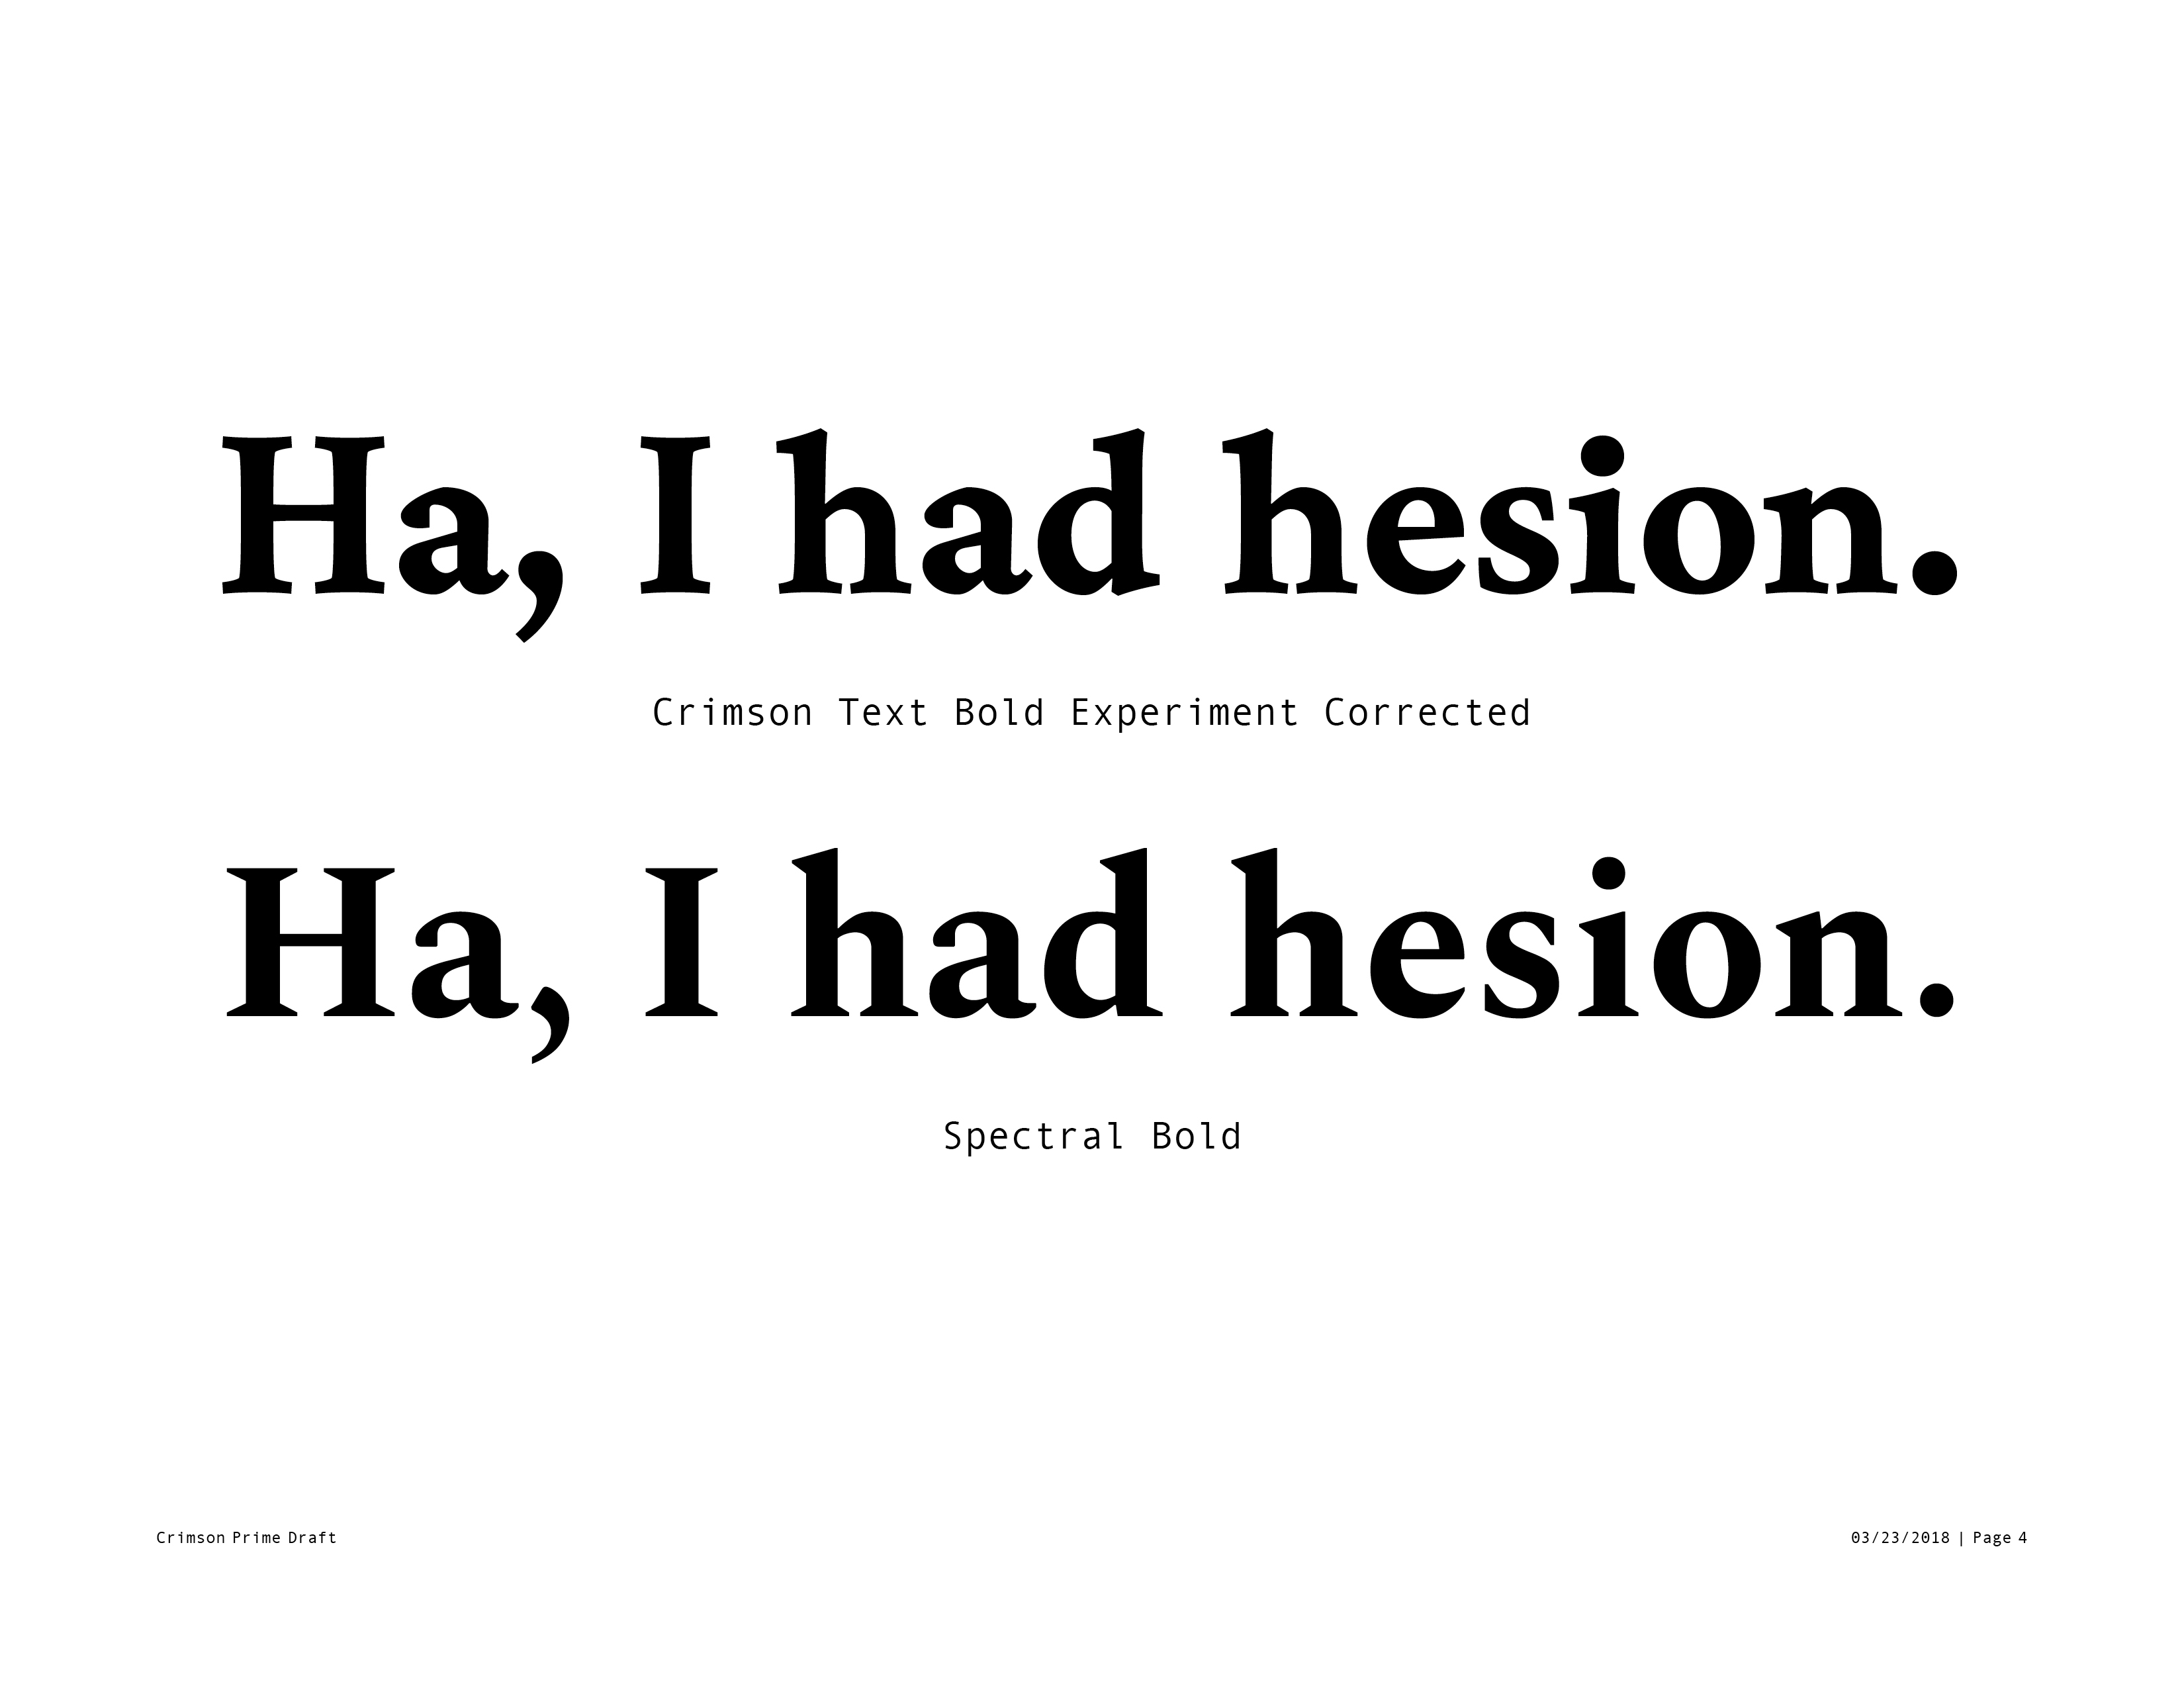 Ha, I had hesion.
Crimson Text Bold Experiment Corrected
Ha, I had hesion.
Spectral Bold
Crimson Prime Draft
03/23/2018 | Page 4